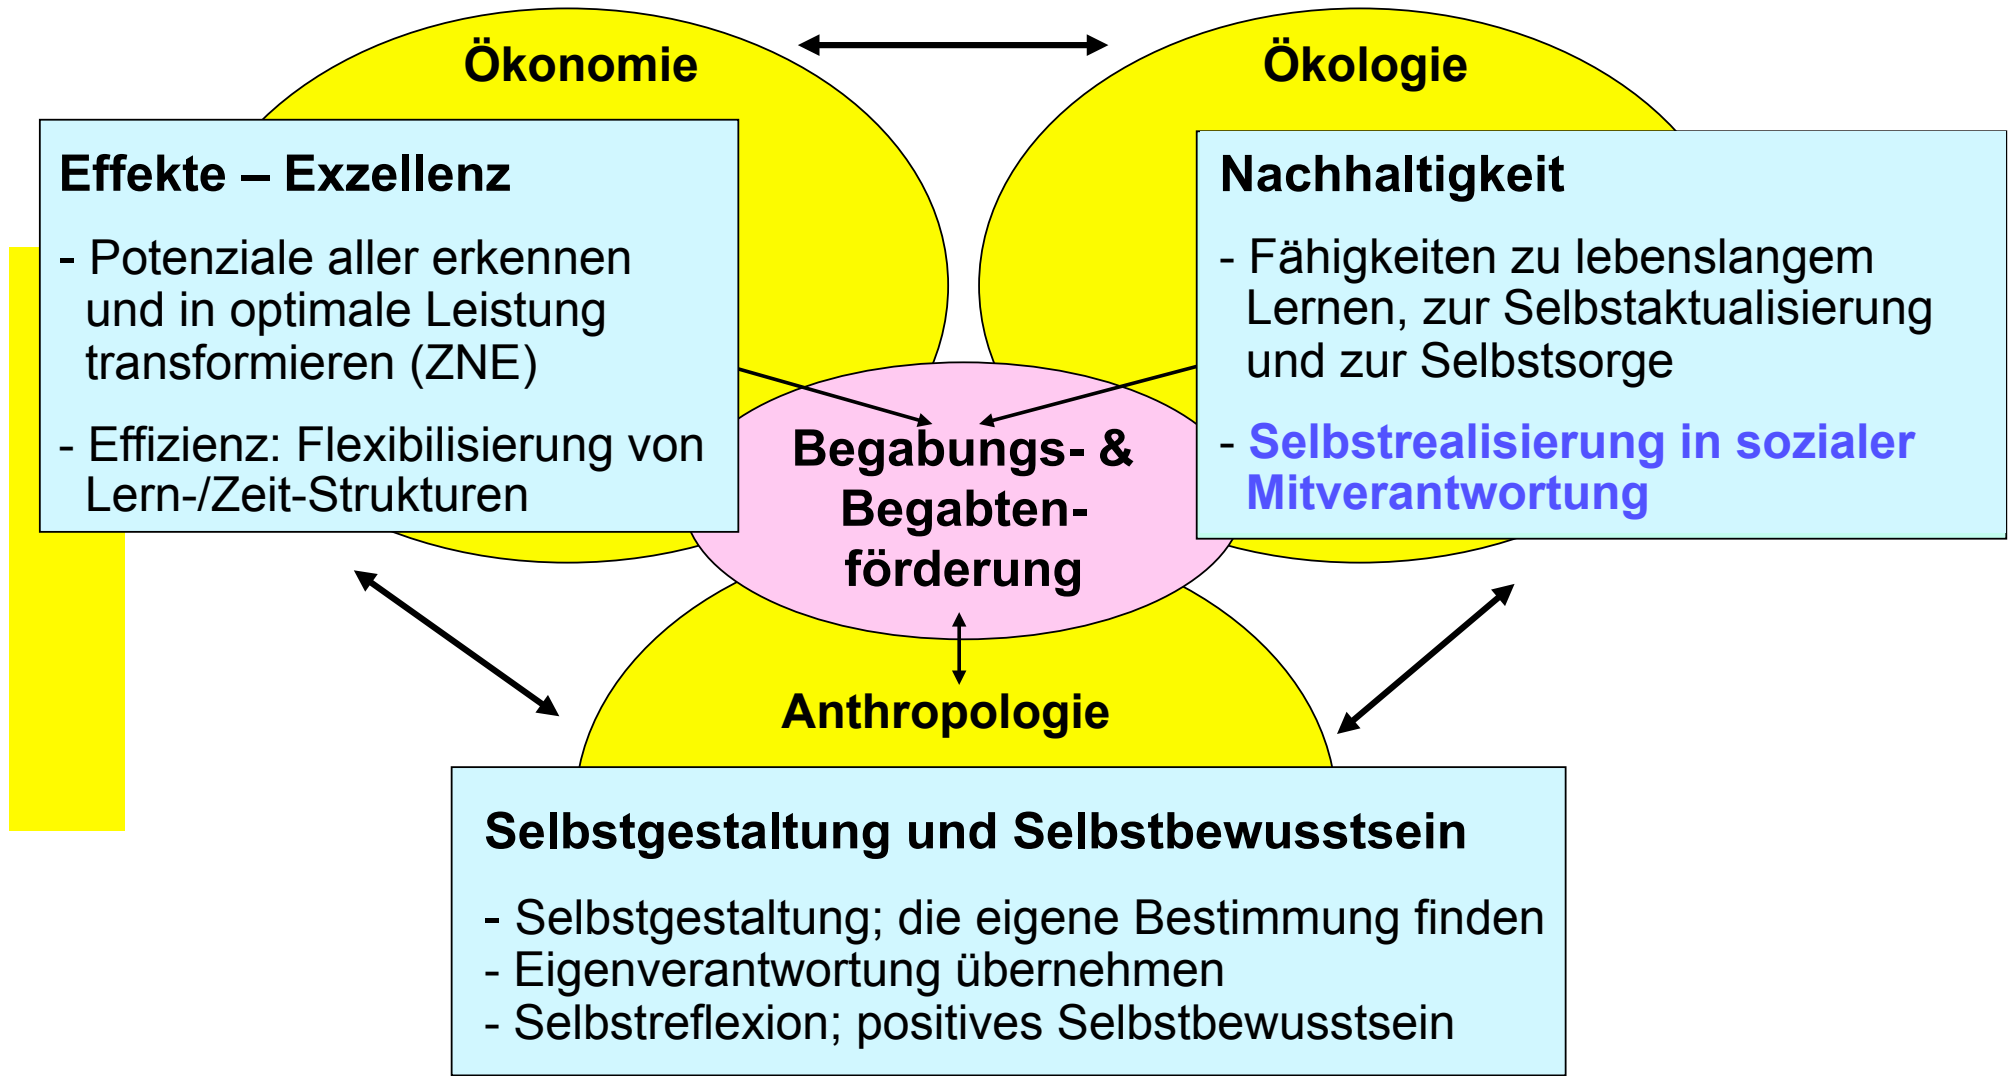 Ökonomie
Ökologie
Effekte – Exzellenz
- Potenziale aller erkennen
und in optimale Leistung
transformieren (ZNE)
- Effizienz: Flexibilisierung von
Lern-/Zeit-Strukturen
Nachhaltigkeit
- Fähigkeiten zu lebenslangem
Lernen, zur Selbstaktualisierung
und zur Selbstsorge
- Selbstrealisierung in sozialer
Mitverantwortung
Begabungs- &
Begabten-
förderung
Anthropologie
Selbstgestaltung und Selbstbewusstsein
- Selbstgestaltung; die eigene Bestimmung finden
- Eigenverantwortung übernehmen
- Selbstreflexion; positives Selbstbewusstsein